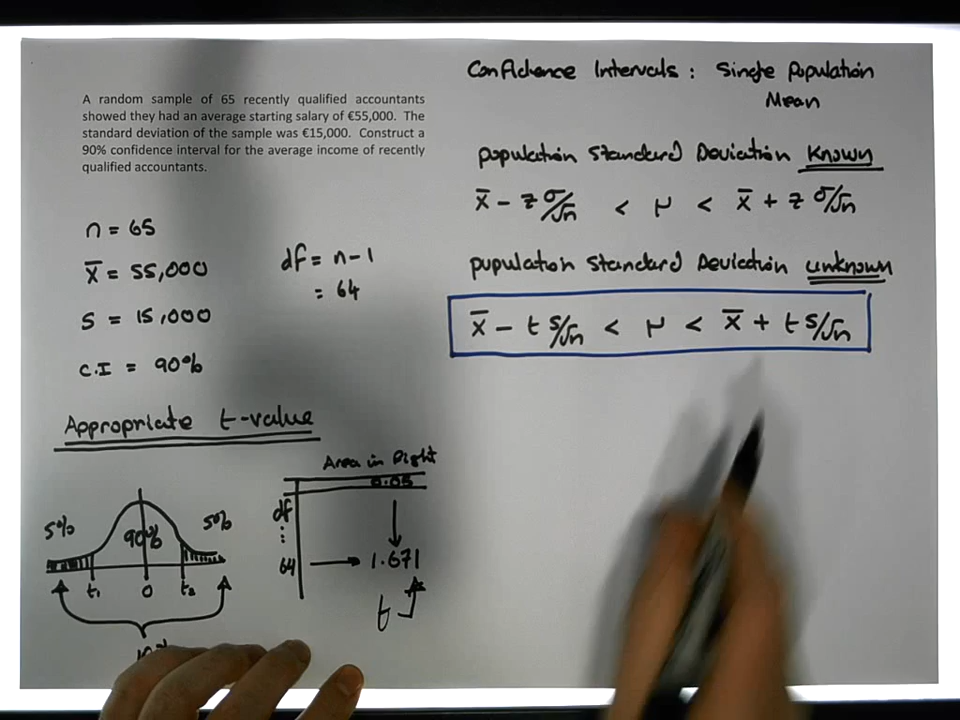 Confidence Intervals: Single Population
Mean
A random sample of 65 recently qualified accountants
showed they had an average starting salary of €55,000. The
standard deviation of the sample was €15,000. Construct a
90% confidence interval for the average income of recently
qualified accountants.
population Standard Deviation Known
x̄ - z σ/√n < μ < x̄ + z σ/√n
population Standard Deviation unknown
x̄ - t s/√n < μ < x̄ + t s/√n
n = 65
x̄ = 55,000
s = 15,000
C.I = 90%
df = n-1
= 64
Appropriate t-value
5% 90% 5%
t₁ 0 t₂
Area in Right
0.05
df
⋮
64 → 1.671
t